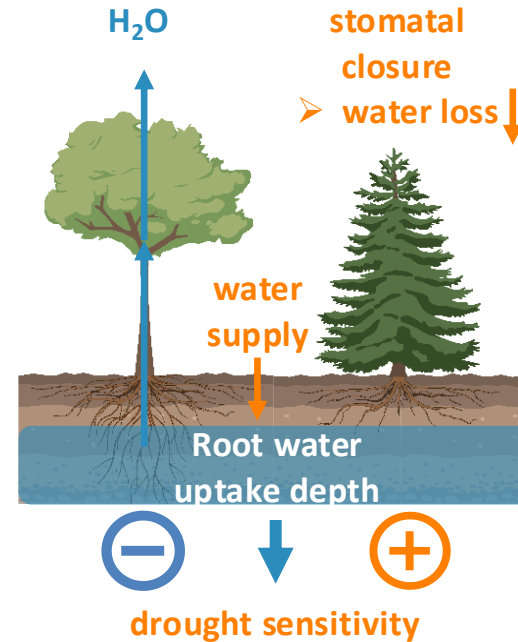 H₂O
stomatal
closure
➢ water loss
water
supply
Root water
uptake depth
− +
drought sensitivity